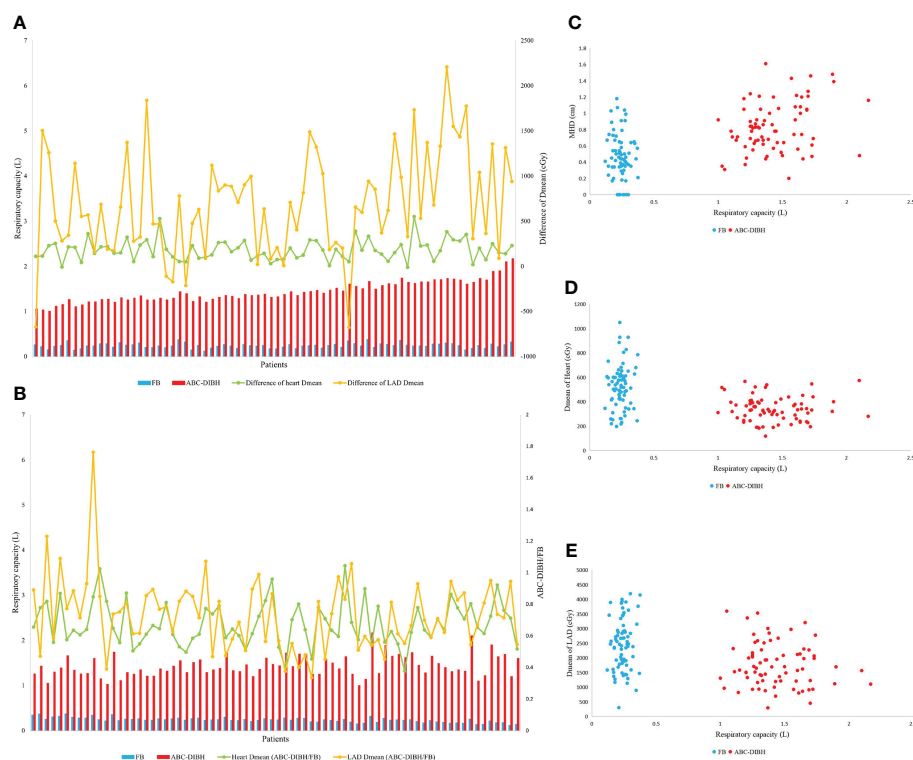 A
7
6
5
4
3
2
1
0
Respiratory capacity (L)
2500
2000
1500
1000
500
0
-500
-1000
Difference of Dmean (cGy)
Patients
FB ABC-DIBH Difference of heart Dmean Difference of LAD Dmean
B
7
6
5
4
3
2
1
0
Respiratory capacity (L)
2
1.8
1.6
1.4
1.2
1
0.8
0.6
0.4
0.2
0
ABC-DIBH/FB
Patients
FB ABC-DIBH Heart Dmean (ABC-DIBH/FB) LAD Dmean (ABC-DIBH/FB)
C
1.8
1.6
1.4
1.2
1
0.8
0.6
0.4
0.2
0
MHD (cm)
0 0.5 1 1.5 2 2.5
Respiratory capacity (L)
FB ABC-DIBH
D
1200
1000
800
600
400
200
0
Dmean of Heart (cGy)
0 0.5 1 1.5 2 2.5
Respiratory capacity (L)
FB ABC-DIBH
E
5000
4500
4000
3500
3000
2500
2000
1500
1000
500
0
Dmean of LAD (cGy)
0 0.5 1 1.5 2 2.5
Respiratory capacity (L)
FB ABC-DIBH